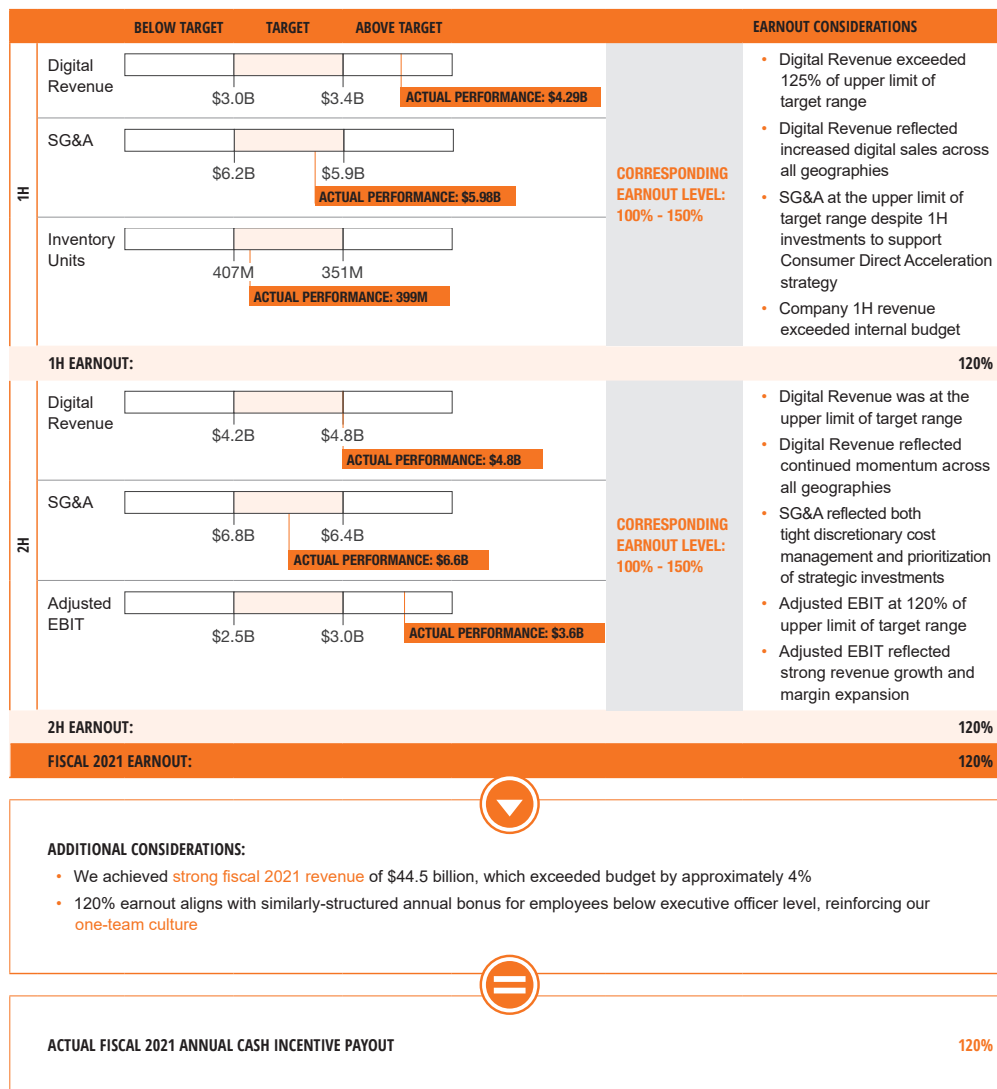 BELOW TARGET TARGET ABOVE TARGET EARNOUT CONSIDERATIONS
1H
Digital
Revenue
$3.0B $3.4B
ACTUAL PERFORMANCE: $4.29B
SG&A
$6.2B $5.9B
ACTUAL PERFORMANCE: $5.98B
Inventory
Units
407M 351M
ACTUAL PERFORMANCE: 399M
CORRESPONDING
EARNOUT LEVEL:
100% - 150%
• Digital Revenue exceeded
125% of upper limit of
target range
• Digital Revenue reflected
increased digital sales across
all geographies
• SG&A at the upper limit of
target range despite 1H
investments to support
Consumer Direct Acceleration
strategy
• Company 1H revenue
exceeded internal budget
1H EARNOUT: 120%
2H
Digital
Revenue
$4.2B $4.8B
ACTUAL PERFORMANCE: $4.8B
SG&A
$6.8B $6.4B
ACTUAL PERFORMANCE: $6.6B
Adjusted
EBIT
$2.5B $3.0B
ACTUAL PERFORMANCE: $3.6B
CORRESPONDING
EARNOUT LEVEL:
100% - 150%
• Digital Revenue was at the
upper limit of target range
• Digital Revenue reflected
continued momentum across
all geographies
• SG&A reflected both
tight discretionary cost
management and prioritization
of strategic investments
• Adjusted EBIT at 120% of
upper limit of target range
• Adjusted EBIT reflected
strong revenue growth and
margin expansion
2H EARNOUT: 120%
FISCAL 2021 EARNOUT: 120%
ADDITIONAL CONSIDERATIONS:
• We achieved strong fiscal 2021 revenue of $44.5 billion, which exceeded budget by approximately 4%
• 120% earnout aligns with similarly-structured annual bonus for employees below executive officer level, reinforcing our
one-team culture
ACTUAL FISCAL 2021 ANNUAL CASH INCENTIVE PAYOUT 120%